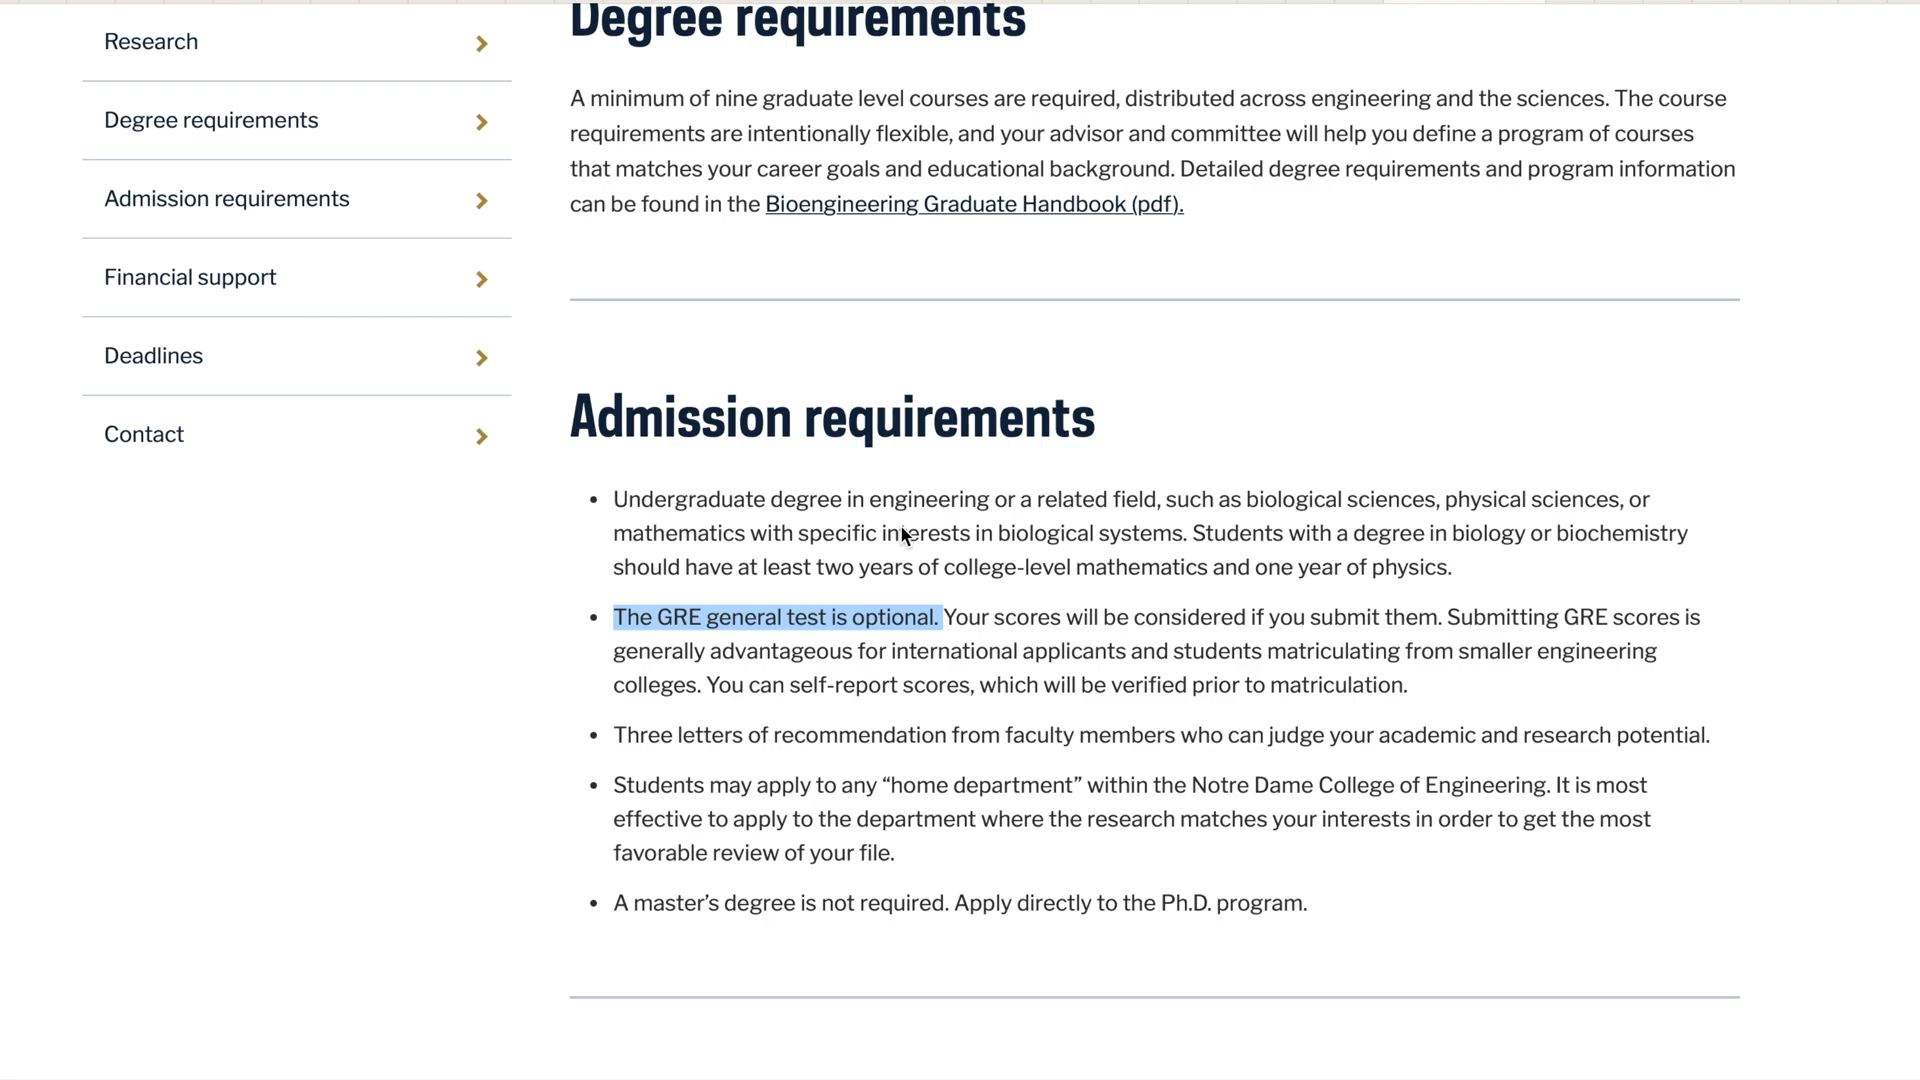 Research
Degree requirements
Admission requirements
Financial support
Deadlines
Contact
Degree requirements
A minimum of nine graduate level courses are required, distributed across engineering and the sciences. The course
requirements are intentionally flexible, and your advisor and committee will help you define a program of courses
that matches your career goals and educational background. Detailed degree requirements and program information
can be found in the Bioengineering Graduate Handbook (pdf).
Admission requirements
• Undergraduate degree in engineering or a related field, such as biological sciences, physical sciences, or
mathematics with specific interests in biological systems. Students with a degree in biology or biochemistry
should have at least two years of college-level mathematics and one year of physics.
• The GRE general test is optional. Your scores will be considered if you submit them. Submitting GRE scores is
generally advantageous for international applicants and students matriculating from smaller engineering
colleges. You can self-report scores, which will be verified prior to matriculation.
• Three letters of recommendation from faculty members who can judge your academic and research potential.
• Students may apply to any “home department” within the Notre Dame College of Engineering. It is most
effective to apply to the department where the research matches your interests in order to get the most
favorable review of your file.
• A master’s degree is not required. Apply directly to the Ph.D. program.